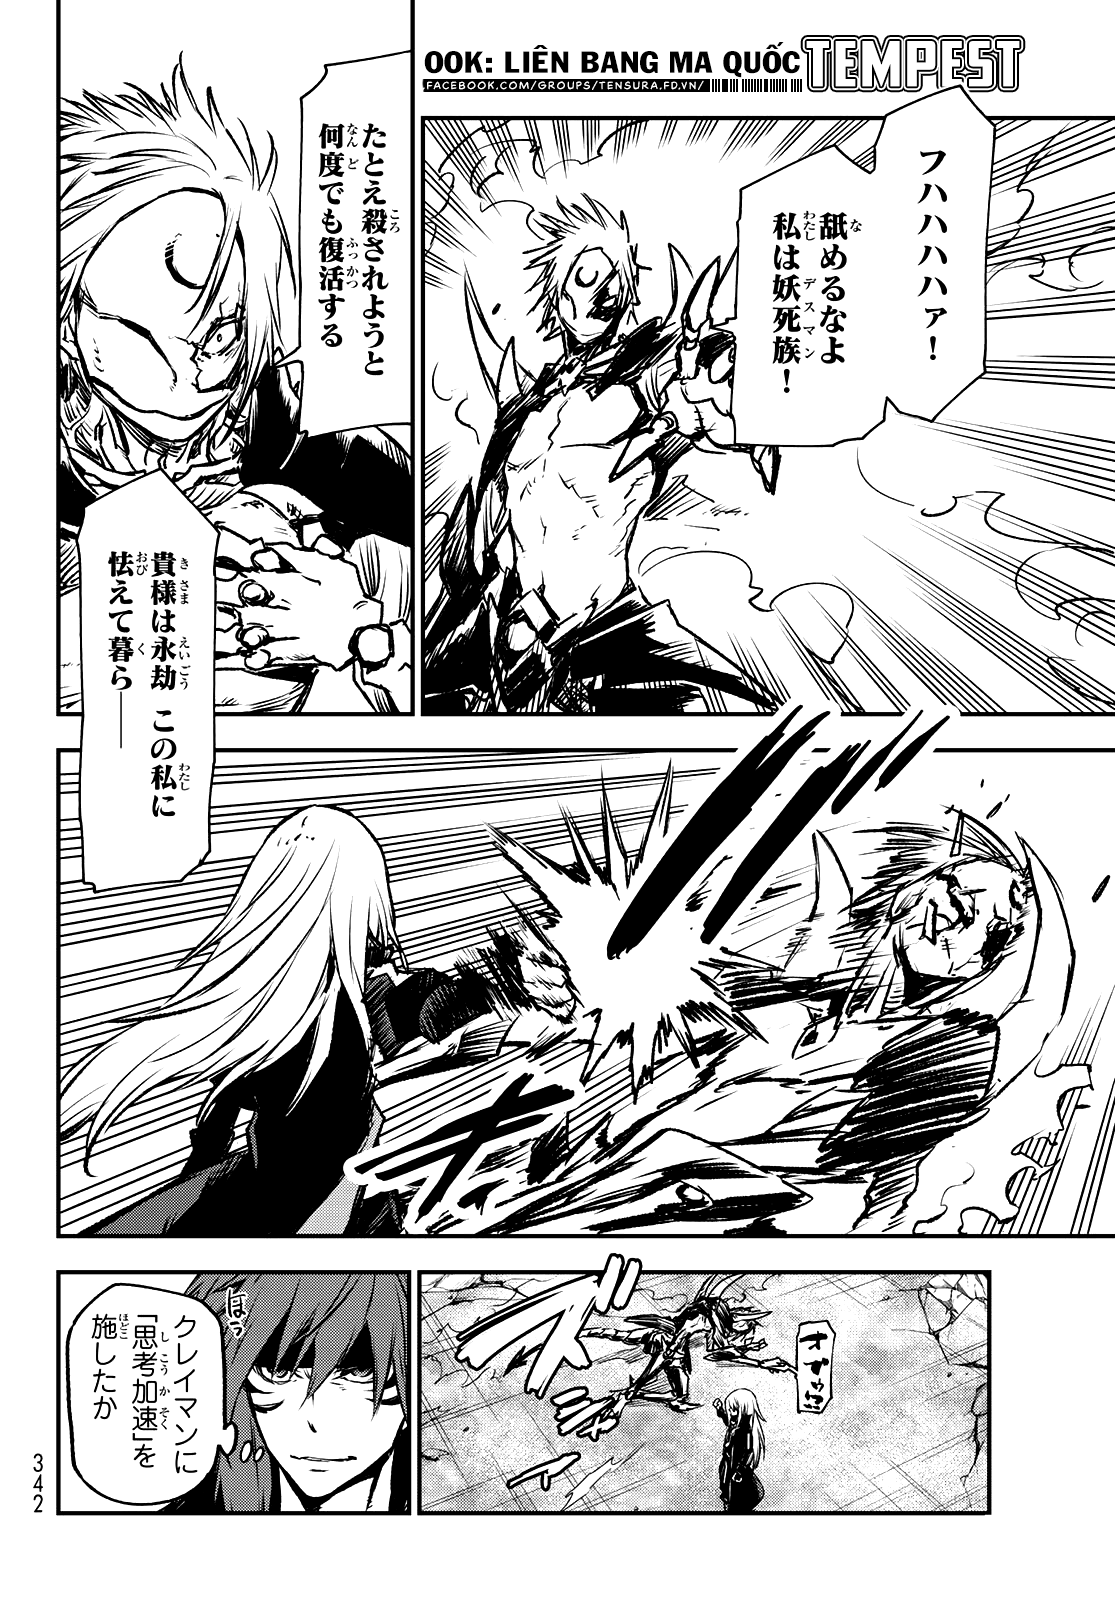 OOK: LIÊN BANG MA QUỐC TEMPEST
FACEBOOK.COM/GROUPS/TENSURA.FD.VN/
フハハハハァ!
舐めるなよ
私は妖死族!
たとえ殺されようと
何度でも復活する
貴様は永劫 この私に
怯えて暮ら――
オゲゥ!?
ほぅ
クレイマンに
「思考加速」を
施したか
342